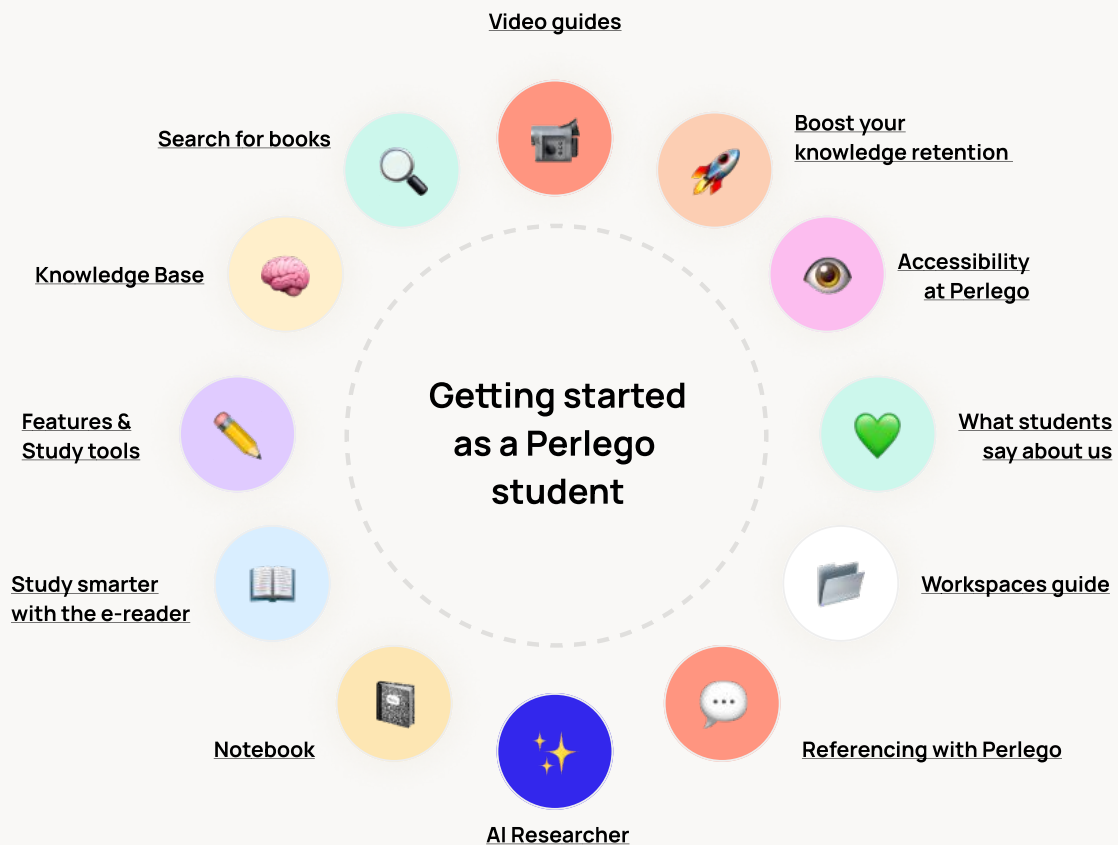 Video guides
Boost your
knowledge retention
Search for books
Accessibility
at Perlego
Knowledge Base
Getting started
as a Perlego
student
What students
say about us
Features &
Study tools
Workspaces guide
Study smarter
with the e-reader
Notebook
Referencing with Perlego
AI Researcher